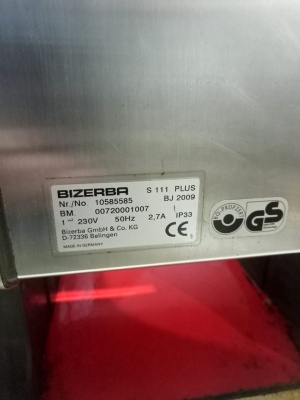 BIZERBA S 111 PLUS
Nr./No. 10585585 BJ 2009
BM. 00720001007
1~ 230V 50Hz 2,7A IP33
Bizerba GmbH & Co. KG
D-72336 Balingen
MADE IN GERMANY
CE
GS